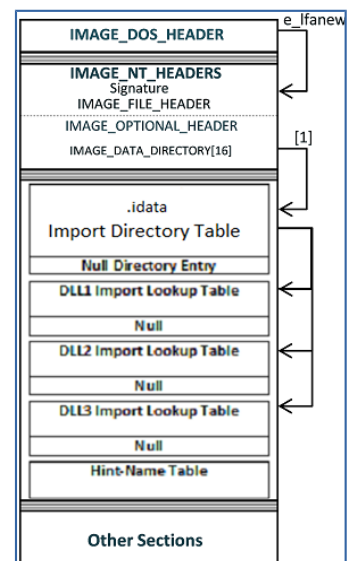 IMAGE_DOS_HEADER
e_lfanew
IMAGE_NT_HEADERS
Signature
IMAGE_FILE_HEADER
IMAGE_OPTIONAL_HEADER
[1]
IMAGE_DATA_DIRECTORY[16]
.idata
Import Directory Table
Null Directory Entry
DLL1 Import Lookup Table
Null
DLL2 Import Lookup Table
Null
DLL3 Import Lookup Table
Null
Hint-Name Table
Other Sections